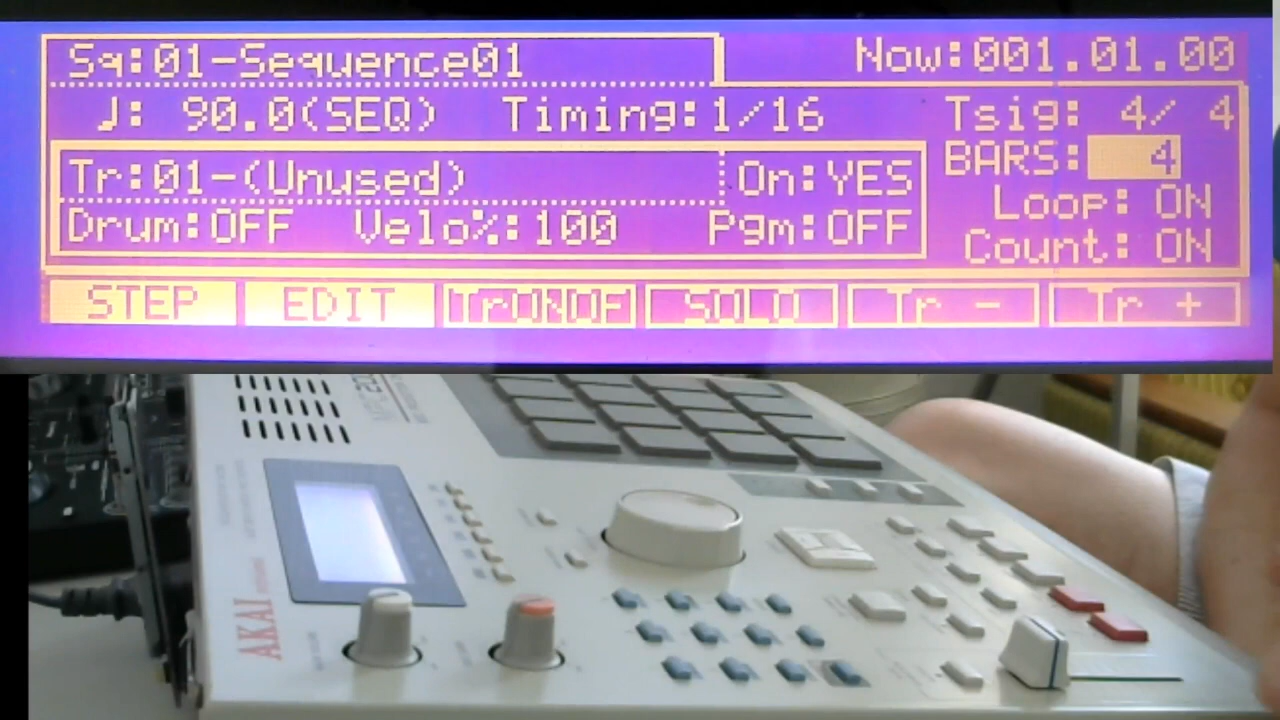 Sq:01-Sequence01 Now:001.01.00
♩: 90.0(SEQ) Timing:1/16 Tsig: 4/ 4
BARS: 4
Tr:01-(Unused) On:YES
Loop: ON
Drum:OFF Velo%:100 Pgm:OFF
Count: ON
STEP EDIT TrONOF SOLO Tr - Tr +
AKAI